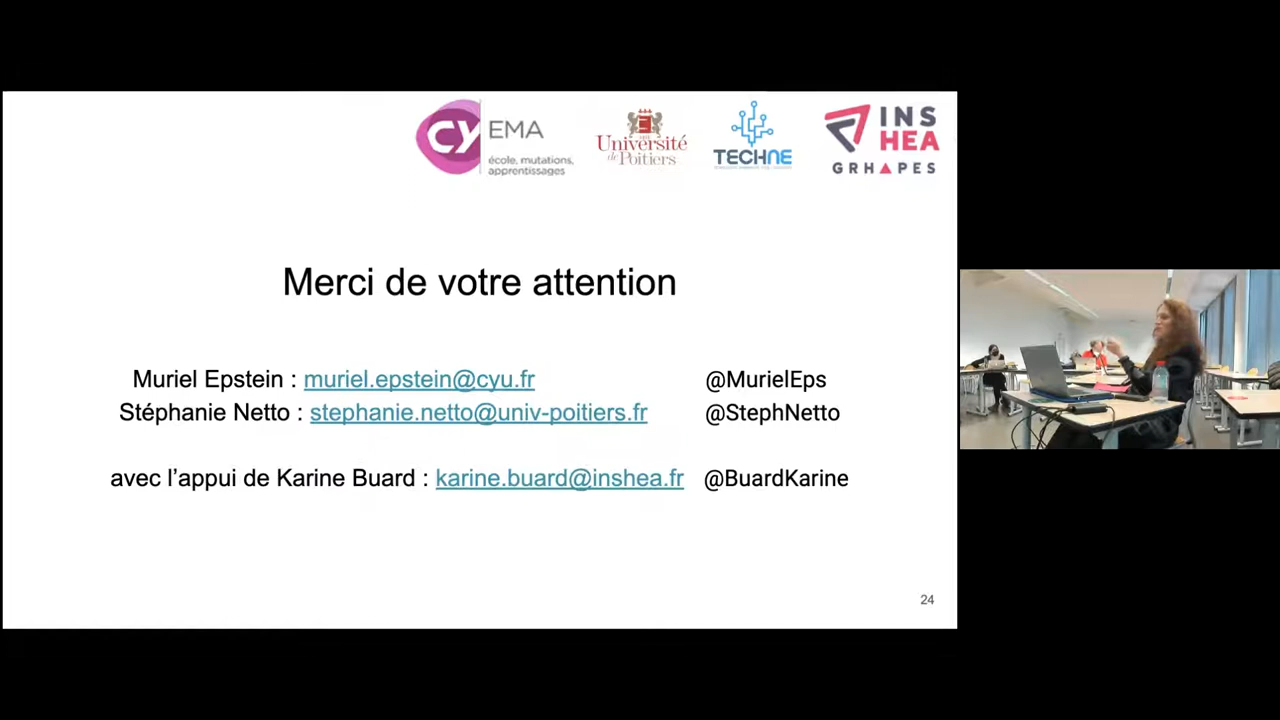 CY EMA
école, mutations,
apprentissages
Université
de Poitiers
TECHNE
INS
HEA
GRHAPES
Merci de votre attention
Muriel Epstein : muriel.epstein@cyu.fr @MurielEps
Stéphanie Netto : stephanie.netto@univ-poitiers.fr @StephNetto
avec l’appui de Karine Buard : karine.buard@inshea.fr @BuardKarine
24